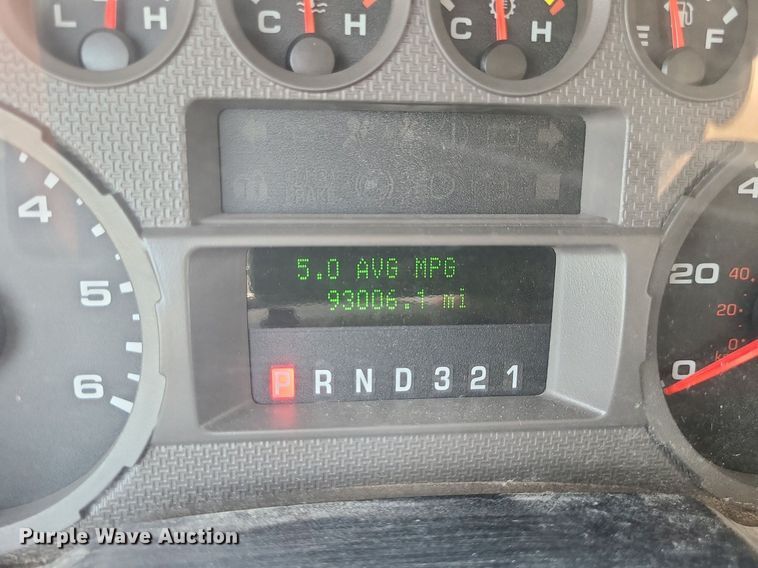 L H
C H
C H
F
4
5
6
5.0 AVG MPG
93006.1 mi
P R N D 3 2 1
20
0
40
20
0
Purple Wave Auction